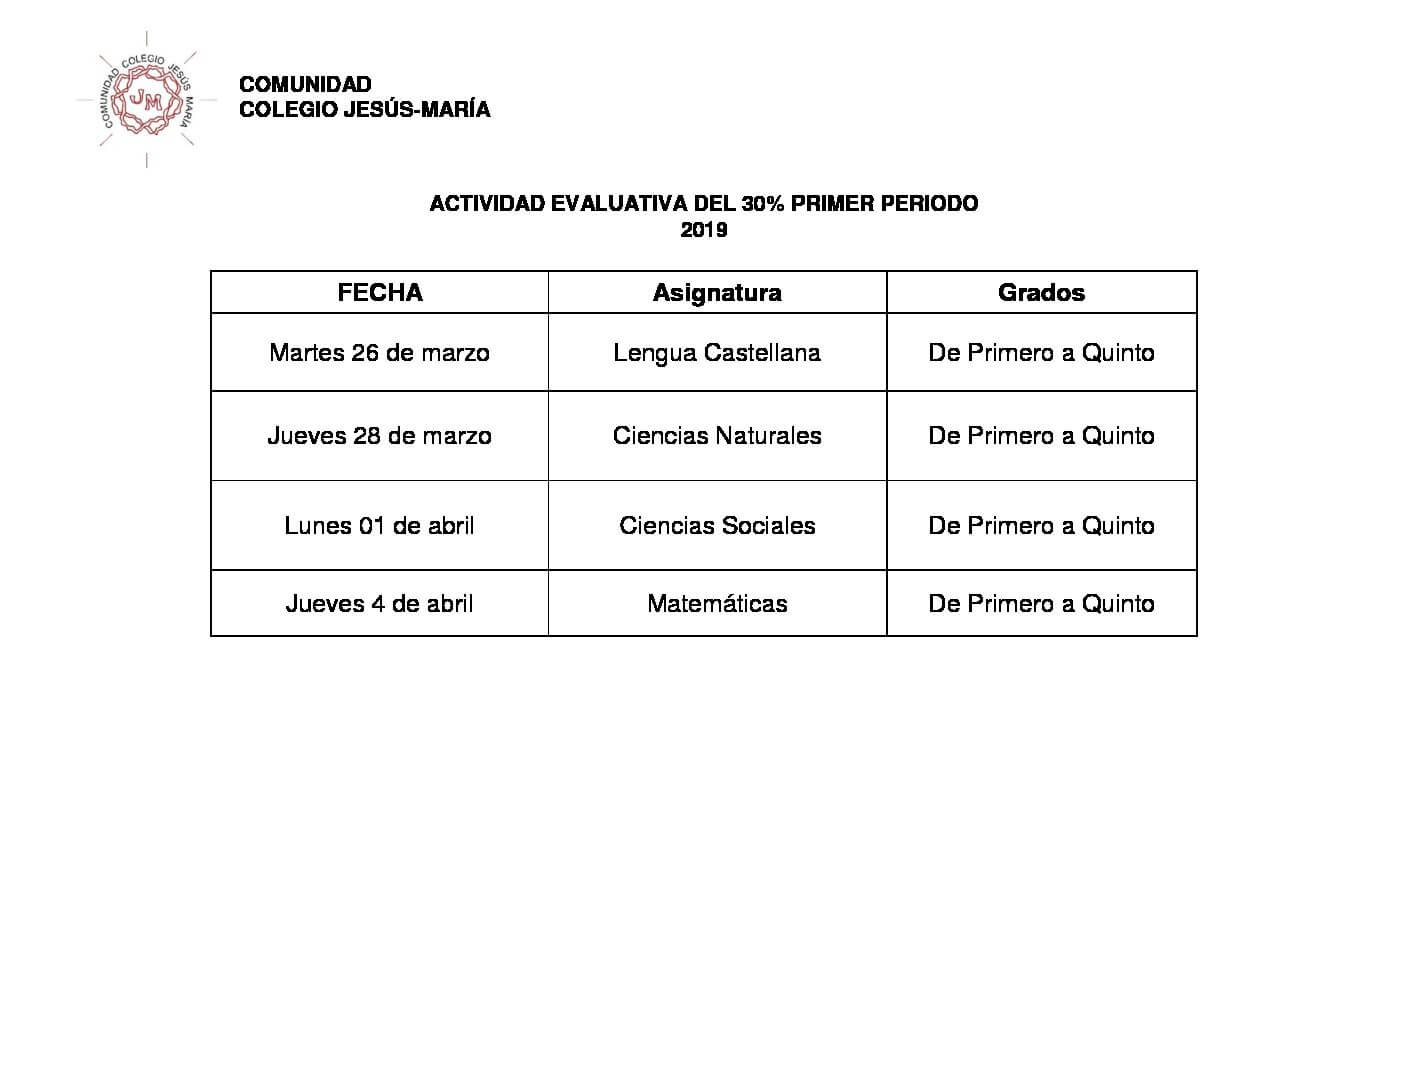 COMUNIDAD COLEGIO JESÚS MARÍA
JM
COMUNIDAD
COLEGIO JESÚS-MARÍA
ACTIVIDAD EVALUATIVA DEL 30% PRIMER PERIODO
2019
FECHA Asignatura Grados
Martes 26 de marzo Lengua Castellana De Primero a Quinto
Jueves 28 de marzo Ciencias Naturales De Primero a Quinto
Lunes 01 de abril Ciencias Sociales De Primero a Quinto
Jueves 4 de abril Matemáticas De Primero a Quinto